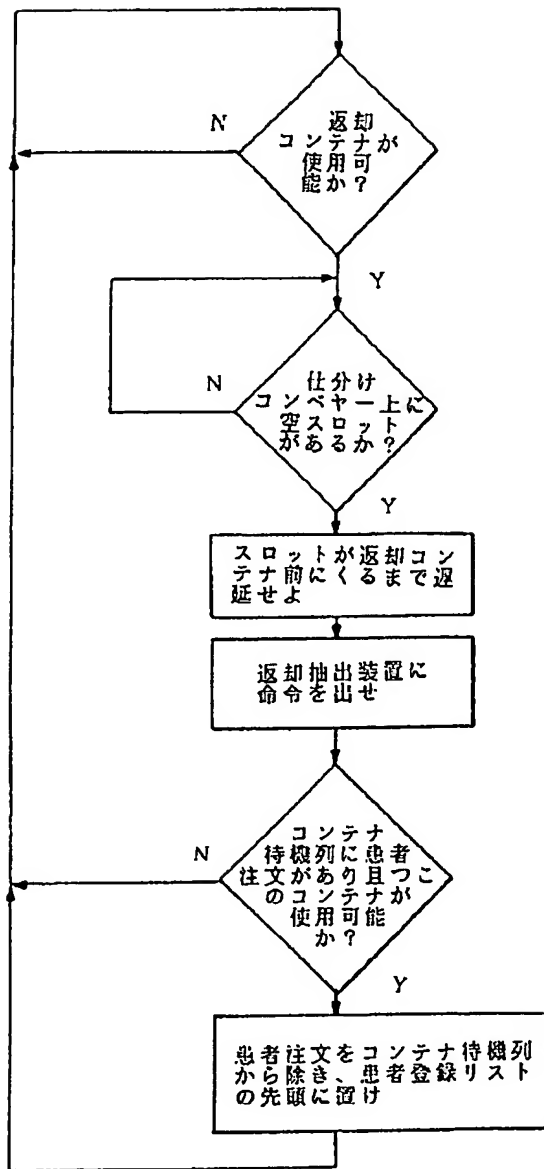 返却
コンテナが
使用可
能か?
N
Y
仕分け
コンベヤー上に
空スロット
があるか?
N
Y
スロットが返却コン
テナ前にくるまで遅
延せよ
返却抽出装置に
命令を出せ
コンテナ
待機列に患者
注文があり且つこ
のコンテナが
使用可能
か?
N
Y
患者注文をコンテナ待機列
から除き、患者登録リスト
の先頭に置け